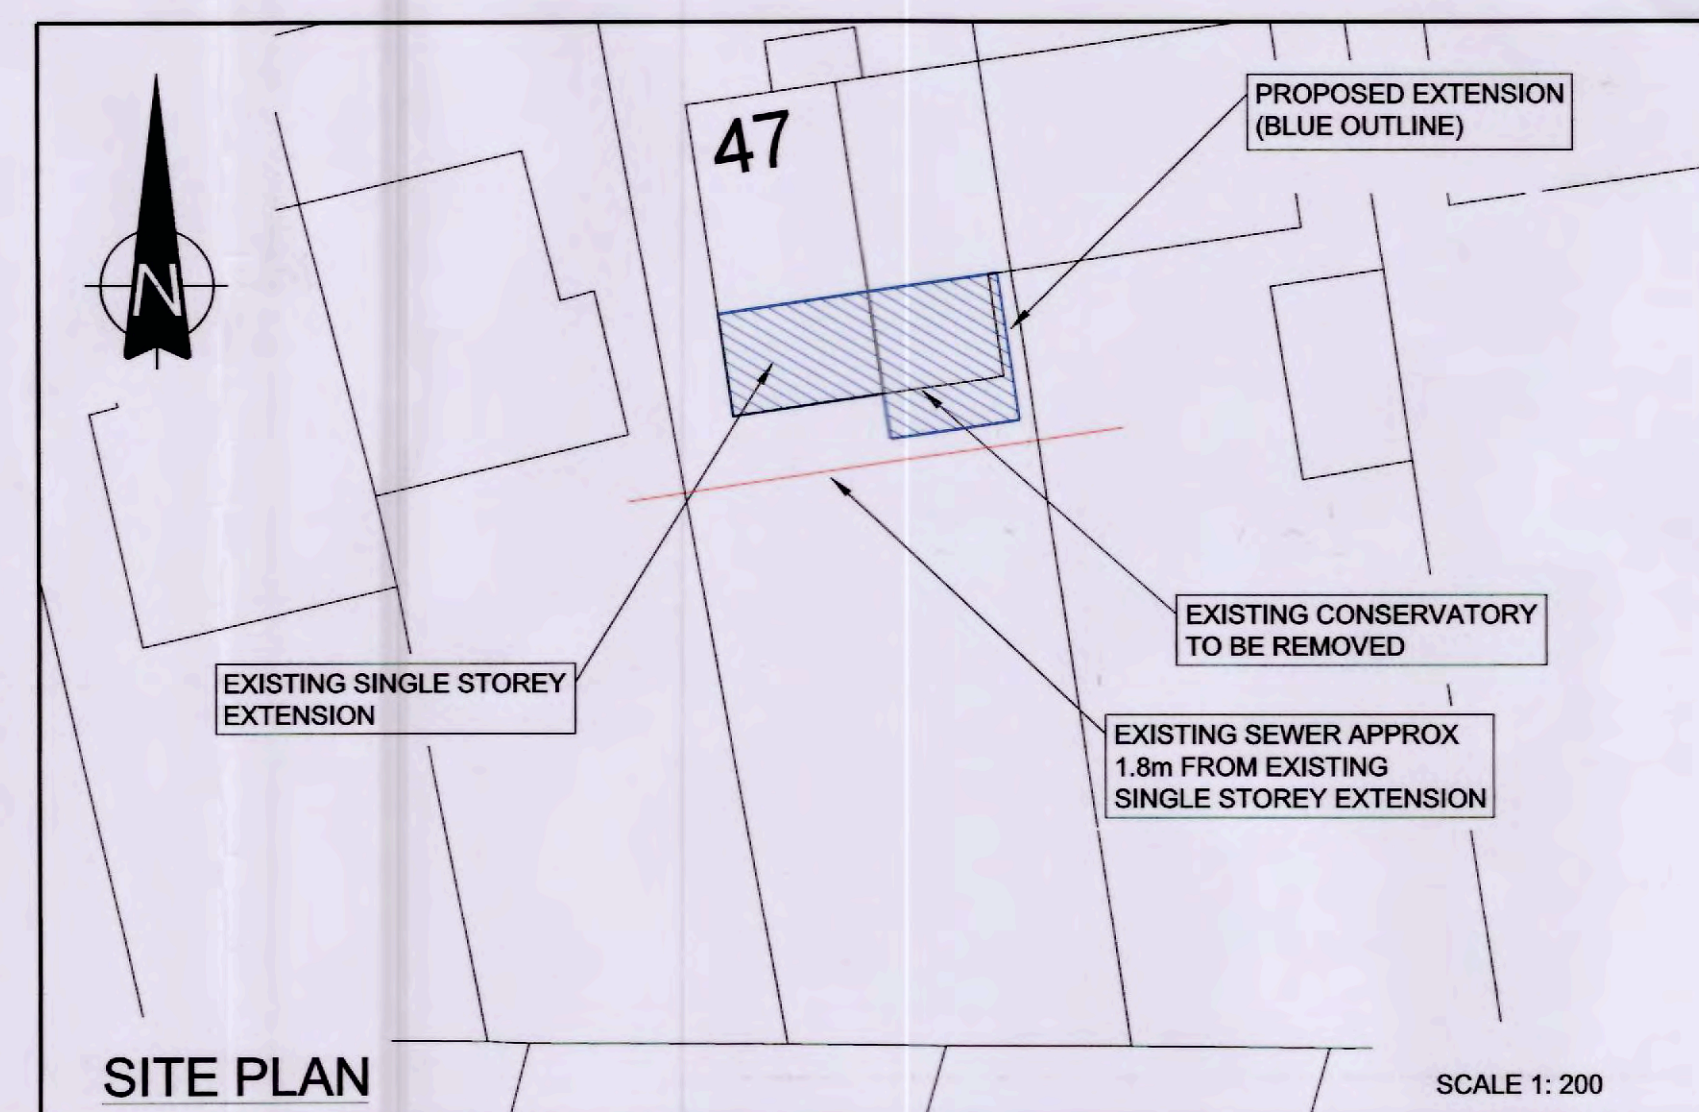 47
PROPOSED EXTENSION
(BLUE OUTLINE)
N
EXISTING CONSERVATORY
TO BE REMOVED
EXISTING SINGLE STOREY
EXTENSION
EXISTING SEWER APPROX
1.8m FROM EXISTING
SINGLE STOREY EXTENSION
SITE PLAN
SCALE 1: 200